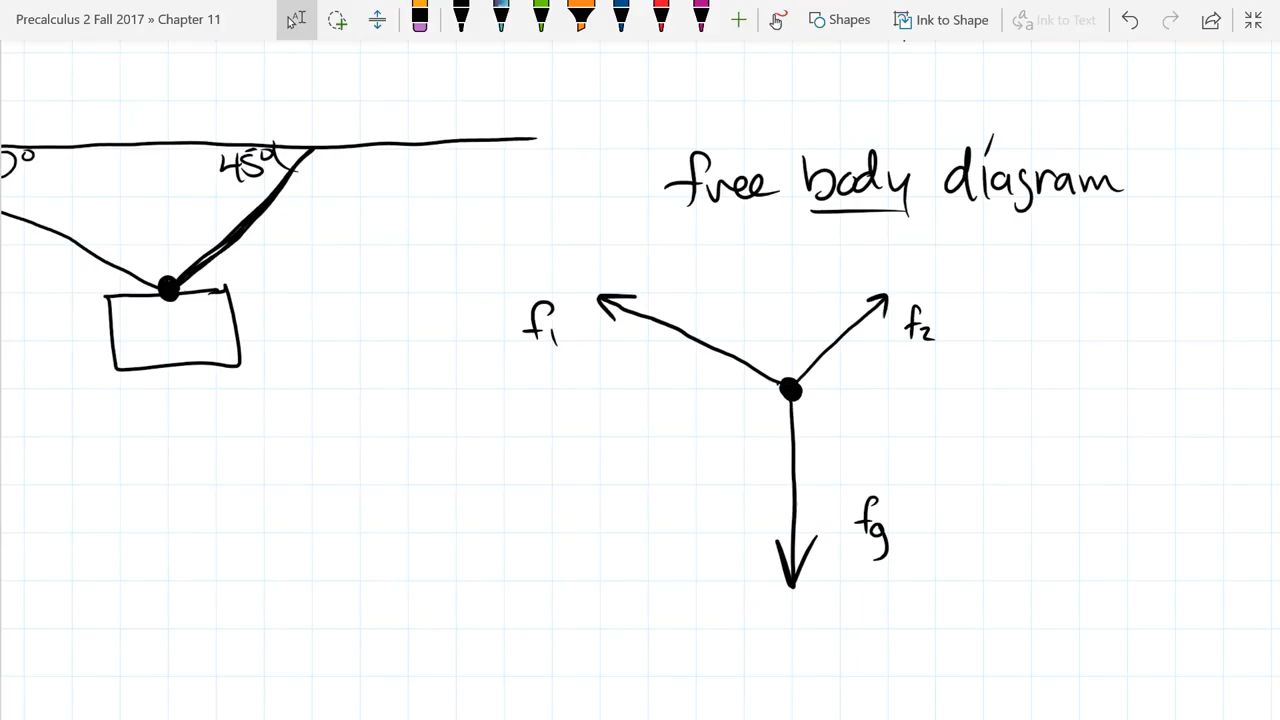 Precalculus 2 Fall 2017 » Chapter 11
Shapes
Ink to Shape
Ink to Text
45°
free body diagram
f1
f2
fg